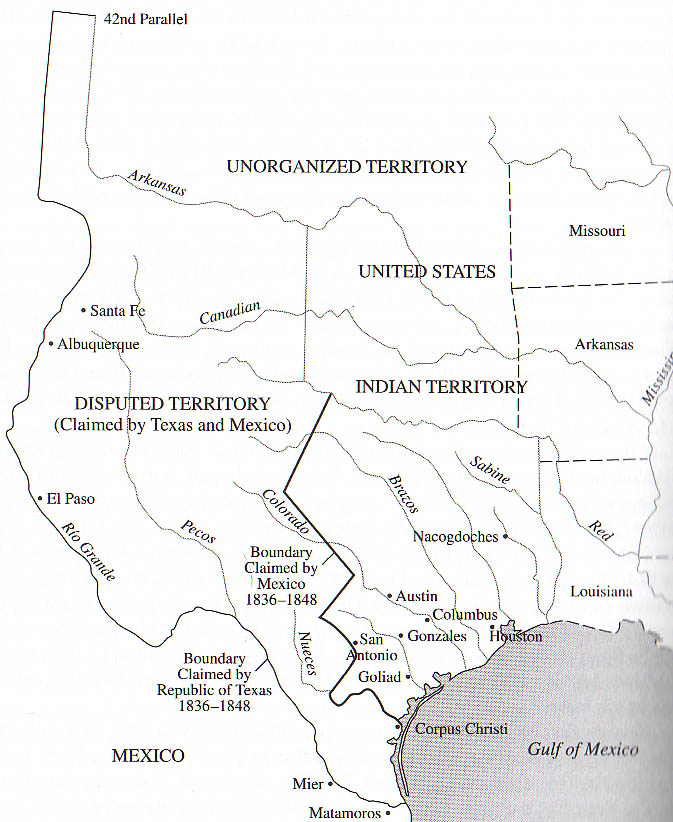 42nd Parallel
UNORGANIZED TERRITORY
Arkansas
Missouri
UNITED STATES
Santa Fe
Canadian
Albuquerque
Arkansas
INDIAN TERRITORY
DISPUTED TERRITORY
(Claimed by Texas and Mexico)
Sabine
Brazos
El Paso
Colorado
Pecos
Rio Grande
Nacogdoches
Red
Boundary
Claimed by
Mexico
1836–1848
Louisiana
Austin
Columbus
Houston
Gonzales
San
Antonio
Nueces
Goliad
Boundary
Claimed by
Republic of Texas
1836–1848
Corpus Christi
Gulf of Mexico
MEXICO
Mier
Matamoros